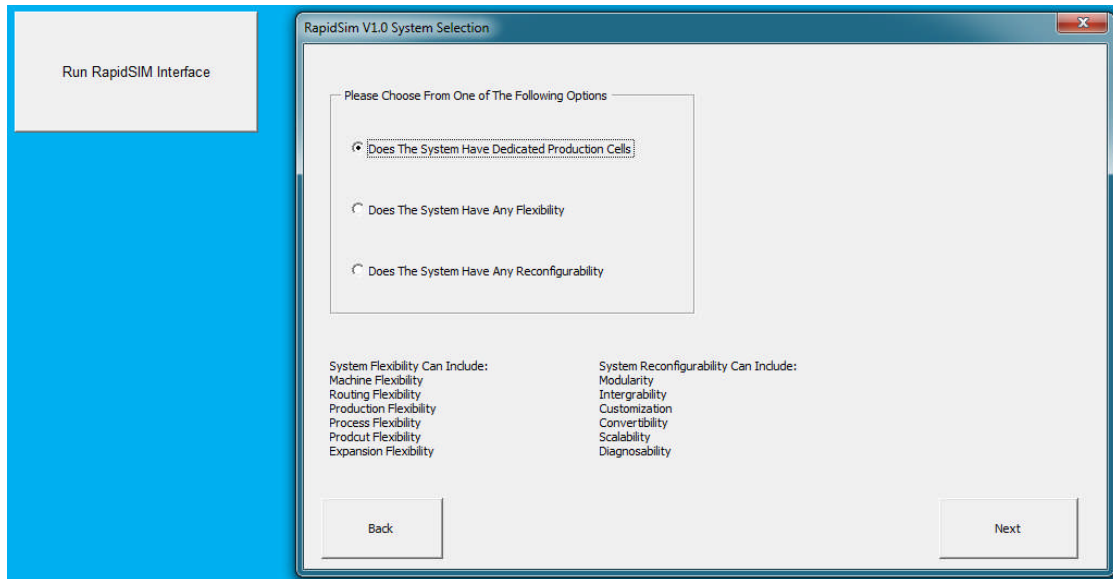 Run RapidSIM Interface
RapidSim V1.0 System Selection
Please Choose From One of The Following Options
Does The System Have Dedicated Production Cells
Does The System Have Any Flexibility
Does The System Have Any Reconfigurability
System Flexibility Can Include:
Machine Flexibility
Routing Flexibility
Production Flexibility
Process Flexibility
Prodcut Flexibility
Expansion Flexibility
System Reconfigurability Can Include:
Modularity
Intergrability
Customization
Convertibility
Scalability
Diagnosability
Back
Next